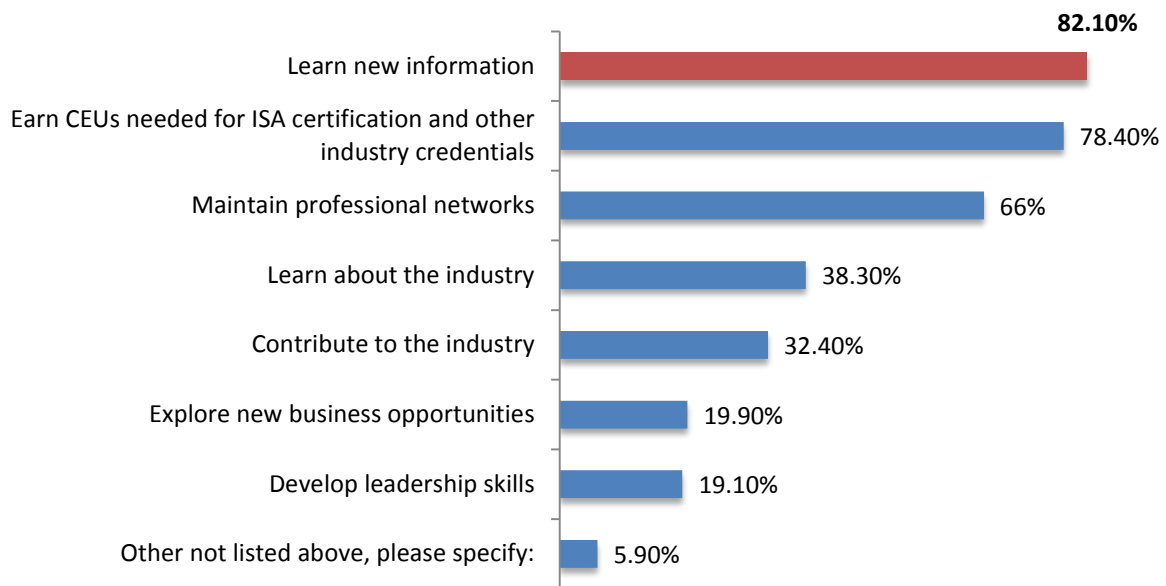 82.10%
Learn new information
Earn CEUs needed for ISA certification and other
industry credentials
78.40%
Maintain professional networks
66%
Learn about the industry
38.30%
Contribute to the industry
32.40%
Explore new business opportunities
19.90%
Develop leadership skills
19.10%
Other not listed above, please specify:
5.90%